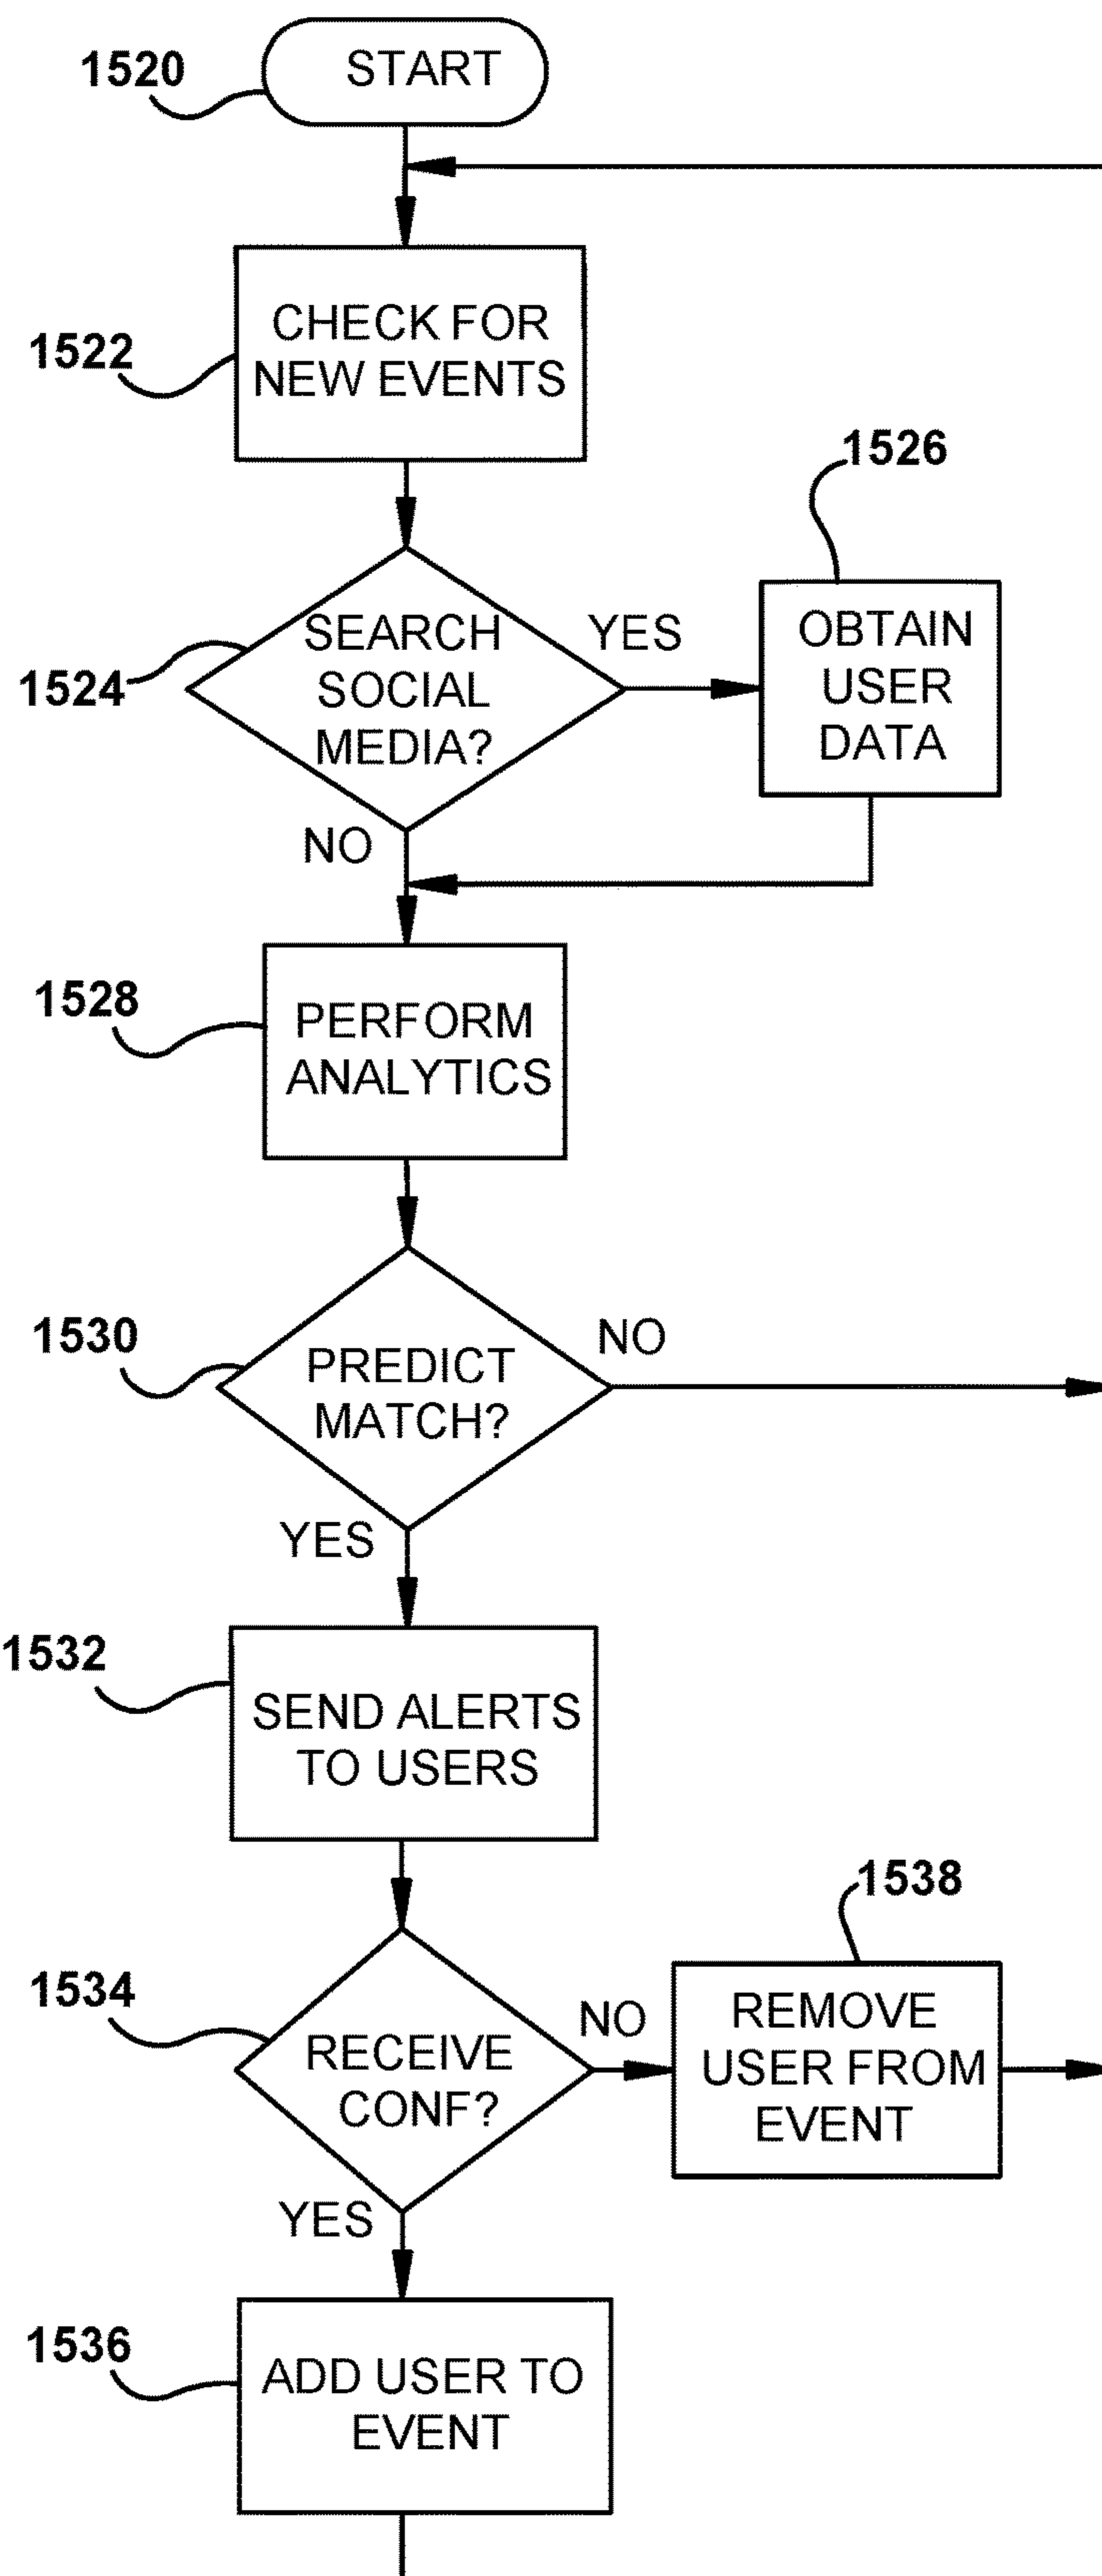 1520
START
1522
CHECK FOR
NEW EVENTS
1524
SEARCH
SOCIAL
MEDIA?
YES
1526
OBTAIN
USER
DATA
NO
1528
PERFORM
ANALYTICS
1530
PREDICT
MATCH?
NO
YES
1532
SEND ALERTS
TO USERS
1534
RECEIVE
CONF?
NO
1538
REMOVE
USER FROM
EVENT
YES
1536
ADD USER TO
EVENT